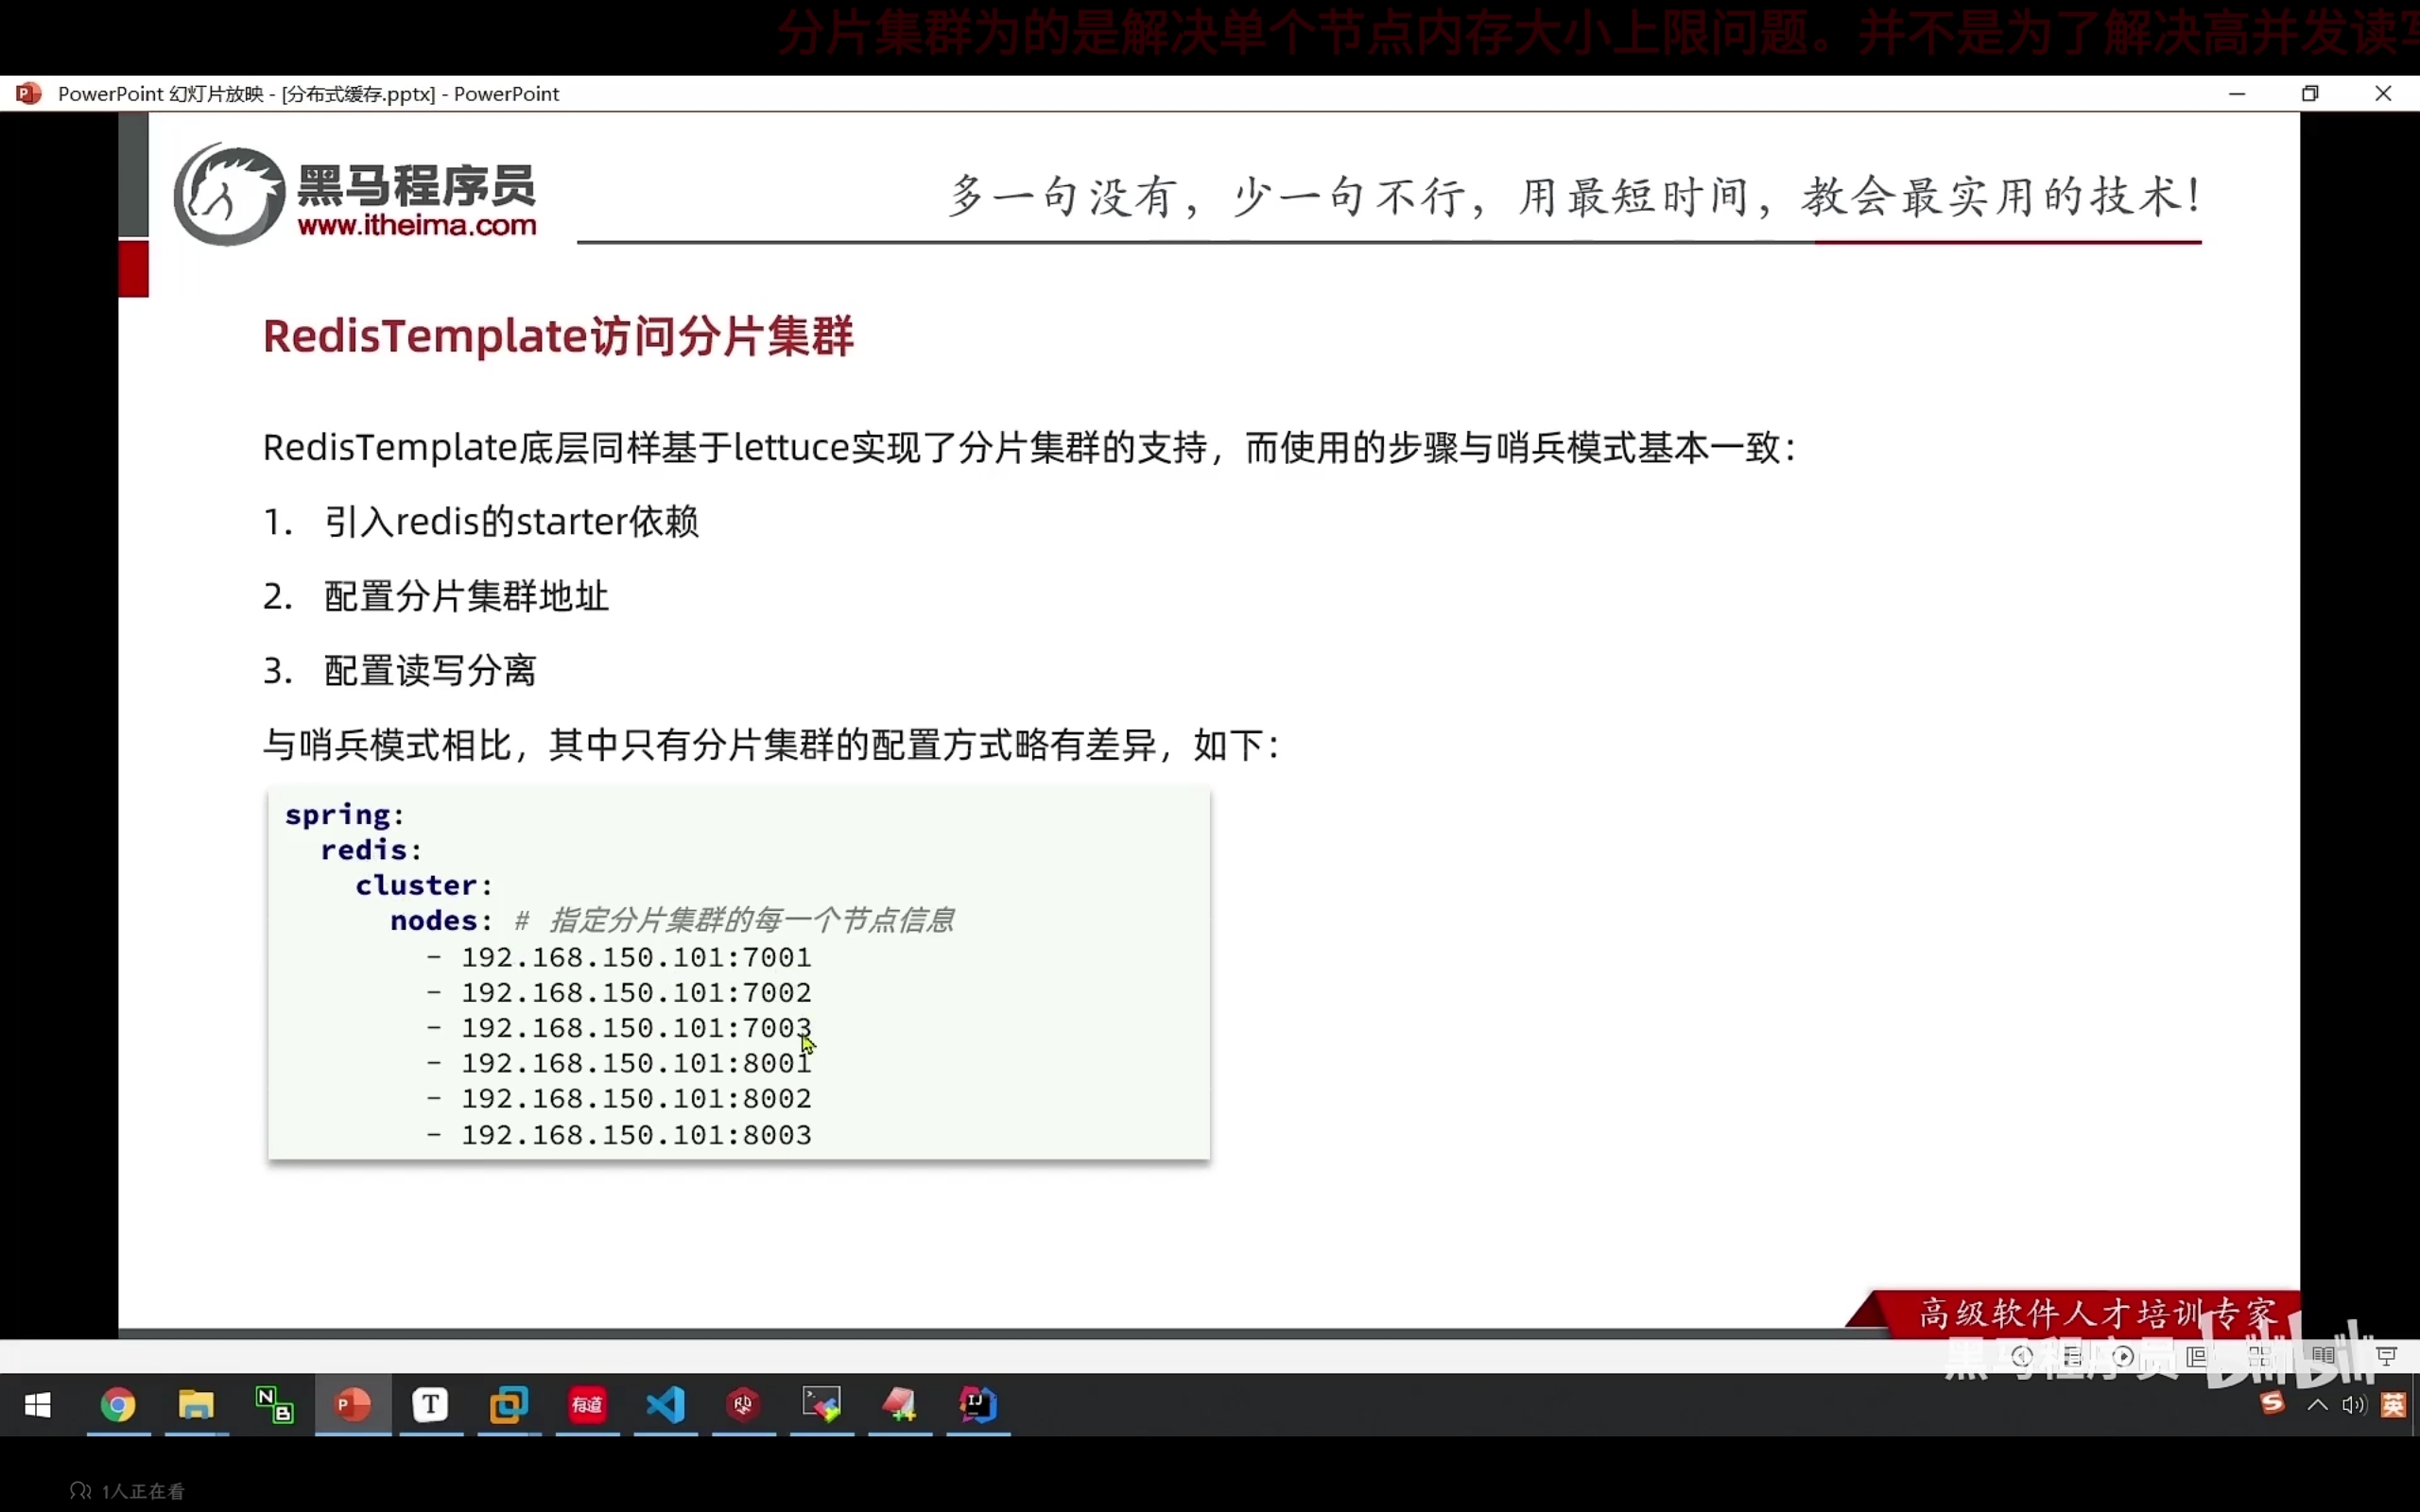 分片集群为的是解决单个节点内存大小上限问题。并不是为了解决高并发读写
PowerPoint 幻灯片放映 - [分布式缓存.pptx] - PowerPoint
黑马程序员
www.itheima.com
多一句没有，少一句不行，用最短时间，教会最实用的技术！
RedisTemplate访问分片集群
RedisTemplate底层同样基于lettuce实现了分片集群的支持，而使用的步骤与哨兵模式基本一致：
1. 引入redis的starter依赖
2. 配置分片集群地址
3. 配置读写分离
与哨兵模式相比，其中只有分片集群的配置方式略有差异，如下：
spring:
  redis:
    cluster:
      nodes: # 指定分片集群的每一个节点信息
        - 192.168.150.101:7001
        - 192.168.150.101:7002
        - 192.168.150.101:7003
        - 192.168.150.101:8001
        - 192.168.150.101:8002
        - 192.168.150.101:8003
高级软件人才培训专家
黑马程序员 bilibili
有道
英
1人正在看